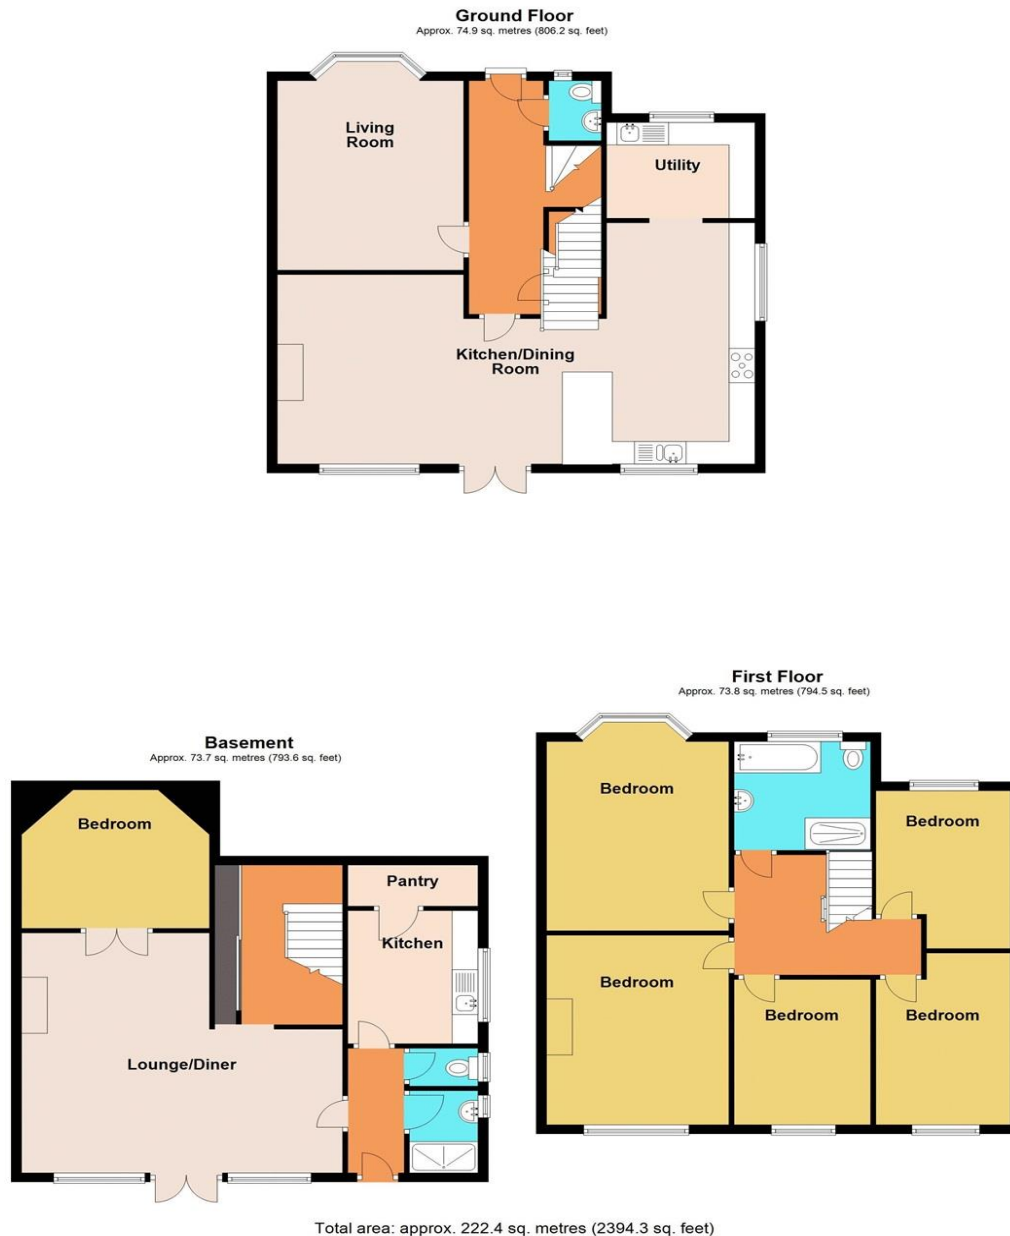 Ground Floor
Approx. 74.9 sq. metres (806.2 sq. feet)
Living
Room
Utility
Kitchen/Dining
Room
First Floor
Approx. 73.8 sq. metres (794.5 sq. feet)
Basement
Approx. 73.7 sq. metres (793.6 sq. feet)
Bedroom
Pantry
Kitchen
Lounge/Diner
Bedroom
Bedroom
Bedroom
Bedroom
Bedroom
Total area: approx. 222.4 sq. metres (2394.3 sq. feet)